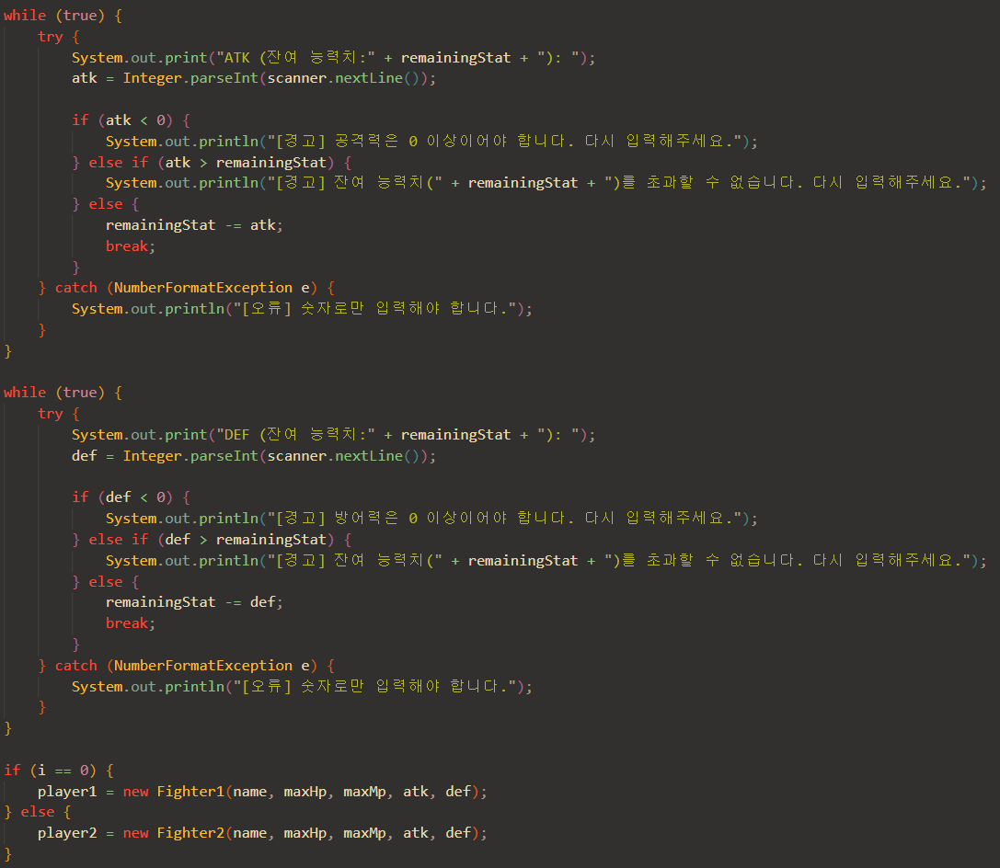 while (true) {
    try {
        System.out.print("ATK (잔여 능력치:" + remainingStat + "): ");
        atk = Integer.parseInt(scanner.nextLine());

        if (atk < 0) {
            System.out.println("[경고] 공격력은 0 이상이어야 합니다. 다시 입력해주세요.");
        } else if (atk > remainingStat) {
            System.out.println("[경고] 잔여 능력치(" + remainingStat + ")를 초과할 수 없습니다. 다시 입력해주세요.");
        } else {
            remainingStat -= atk;
            break;
        }
    } catch (NumberFormatException e) {
        System.out.println("[오류] 숫자로만 입력해야 합니다.");
    }
}

while (true) {
    try {
        System.out.print("DEF (잔여 능력치:" + remainingStat + "): ");
        def = Integer.parseInt(scanner.nextLine());

        if (def < 0) {
            System.out.println("[경고] 방어력은 0 이상이어야 합니다. 다시 입력해주세요.");
        } else if (def > remainingStat) {
            System.out.println("[경고] 잔여 능력치(" + remainingStat + ")를 초과할 수 없습니다. 다시 입력해주세요.");
        } else {
            remainingStat -= def;
            break;
        }
    } catch (NumberFormatException e) {
        System.out.println("[오류] 숫자로만 입력해야 합니다.");
    }
}

if (i == 0) {
    player1 = new Fighter1(name, maxHp, maxMp, atk, def);
} else {
    player2 = new Fighter2(name, maxHp, maxMp, atk, def);
}